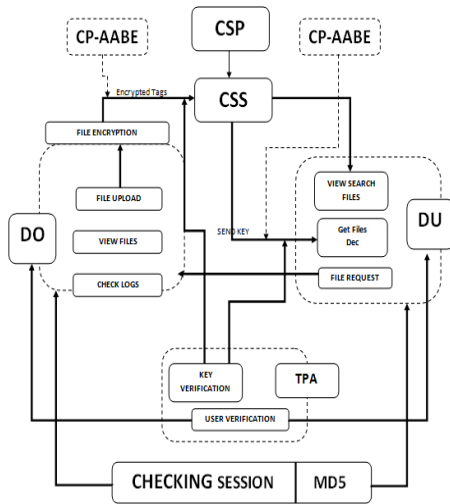 CP-AABE
CSP
CP-AABE
Encrypted Tags
CSS
FILE ENCRYPTION
VIEW SEARCH
FILES
FILE UPLOAD
DO
DU
VIEW FILES
SEND KEY
Get Files
Dec
CHECK LOGS
FILE REQUEST
KEY
VERIFICATION
TPA
USER VERIFICATION
CHECKING SESSION
MD5